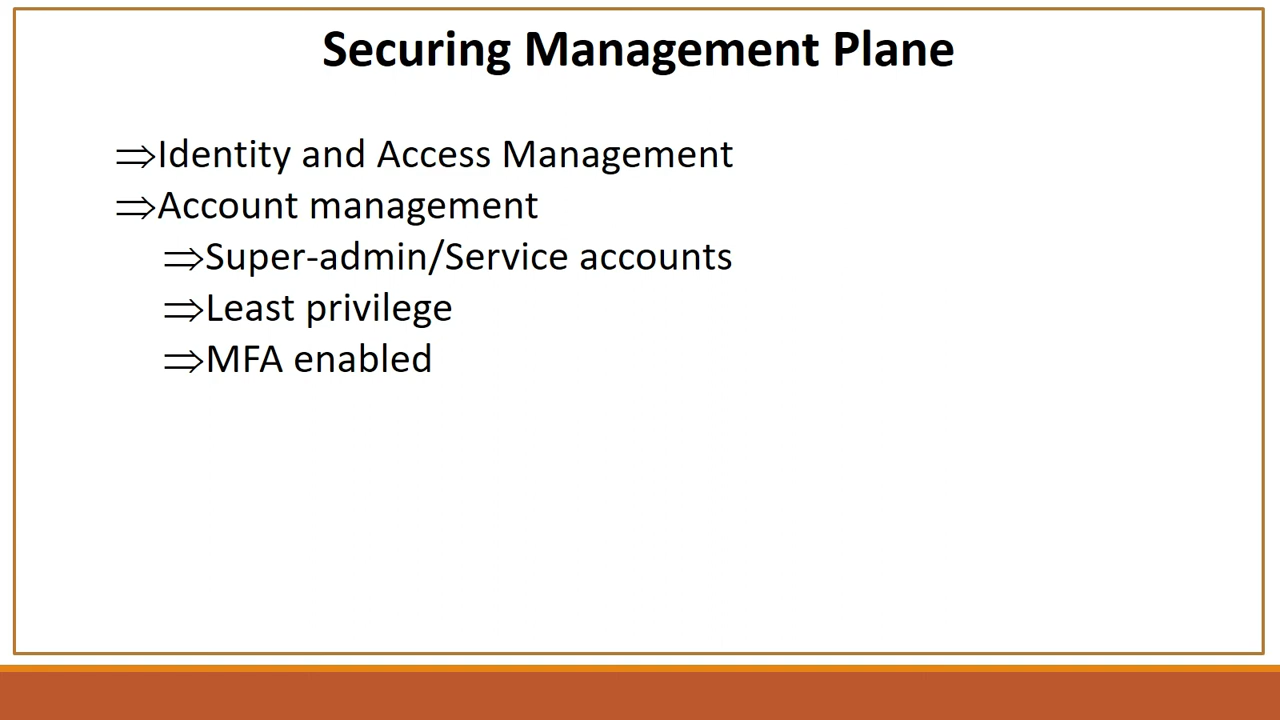 Securing Management Plane
⇒Identity and Access Management
⇒Account management
⇒Super-admin/Service accounts
⇒Least privilege
⇒MFA enabled